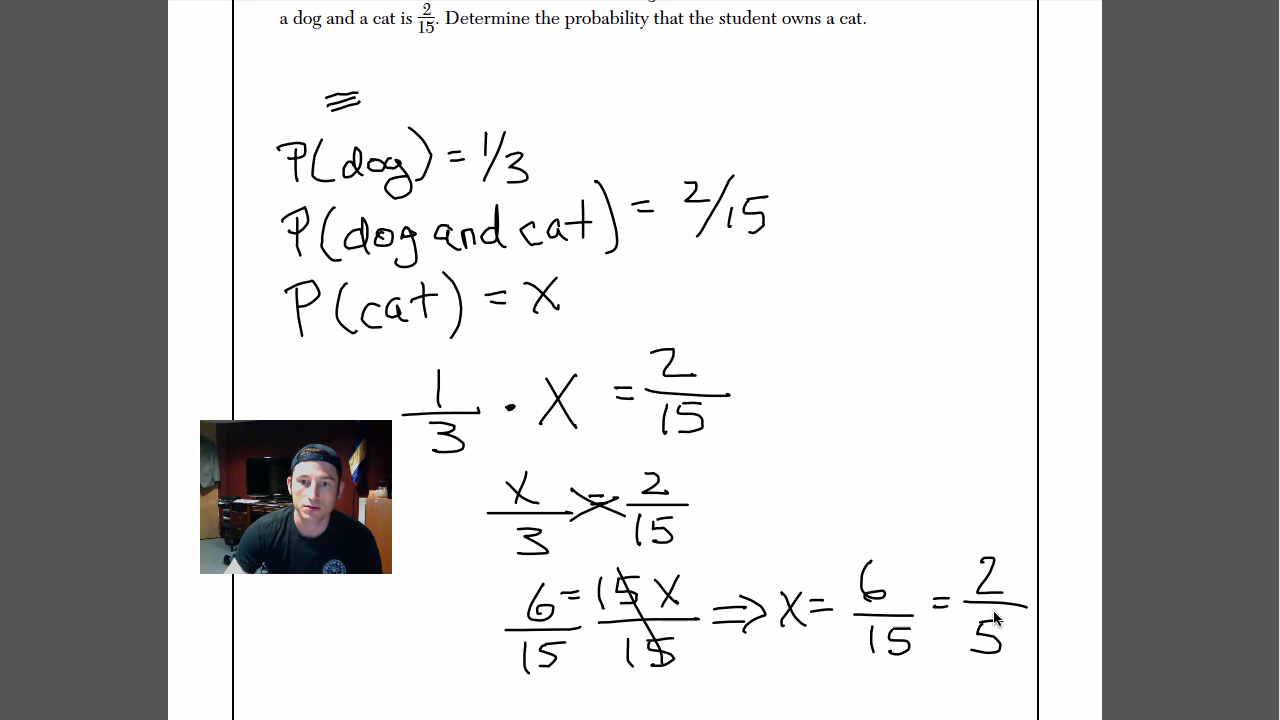 a dog and a cat is 2/15. Determine the probability that the student owns a cat.
P(dog) = 1/3
P(dog and cat) = 2/15
P(cat) = x
1/3 · x = 2/15
x/3 = 2/15
6/15 = 15x/15 ⇒ x = 6/15 = 2/5